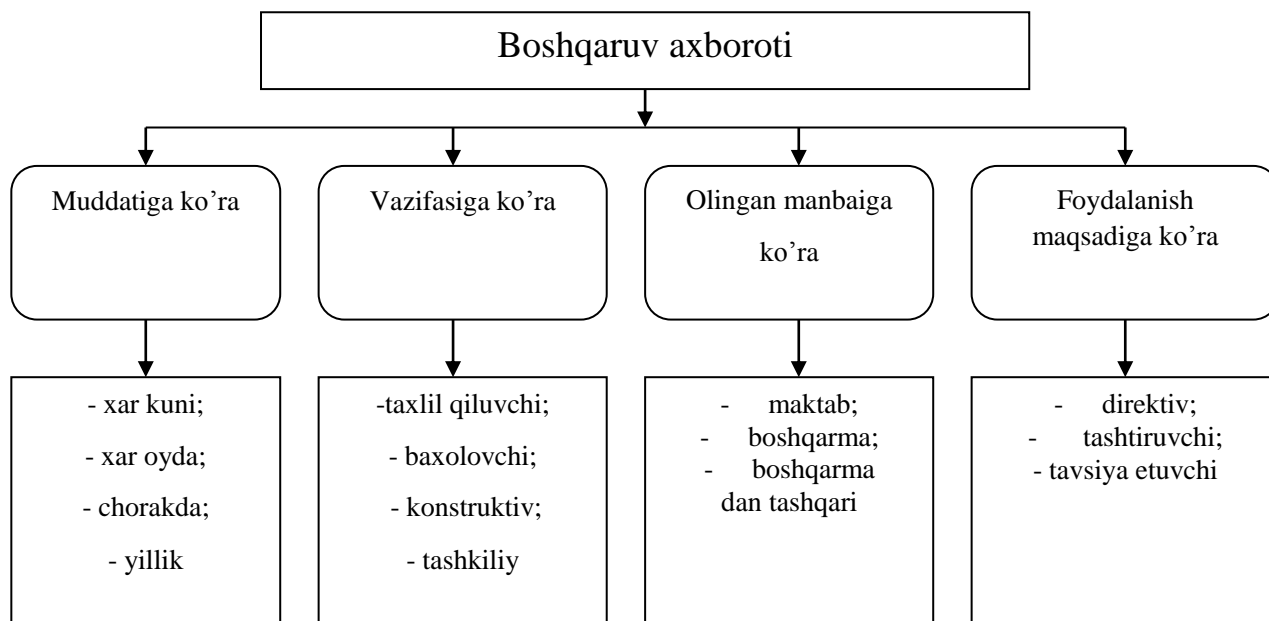 Boshqaruv axboroti
Muddatiga ko’ra
Vazifasiga ko’ra
Olingan manbaiga
ko’ra
Foydalanish
maqsadiga ko’ra
- xar kuni;
- xar oyda;
- chorakda;
- yillik
-taxlil qiluvchi;
- baxolovchi;
- konstruktiv;
- tashkiliy
- maktab;
- boshqarma;
- boshqarma
dan tashqari
- direktiv;
- tashtiruvchi;
- tavsiya etuvchi